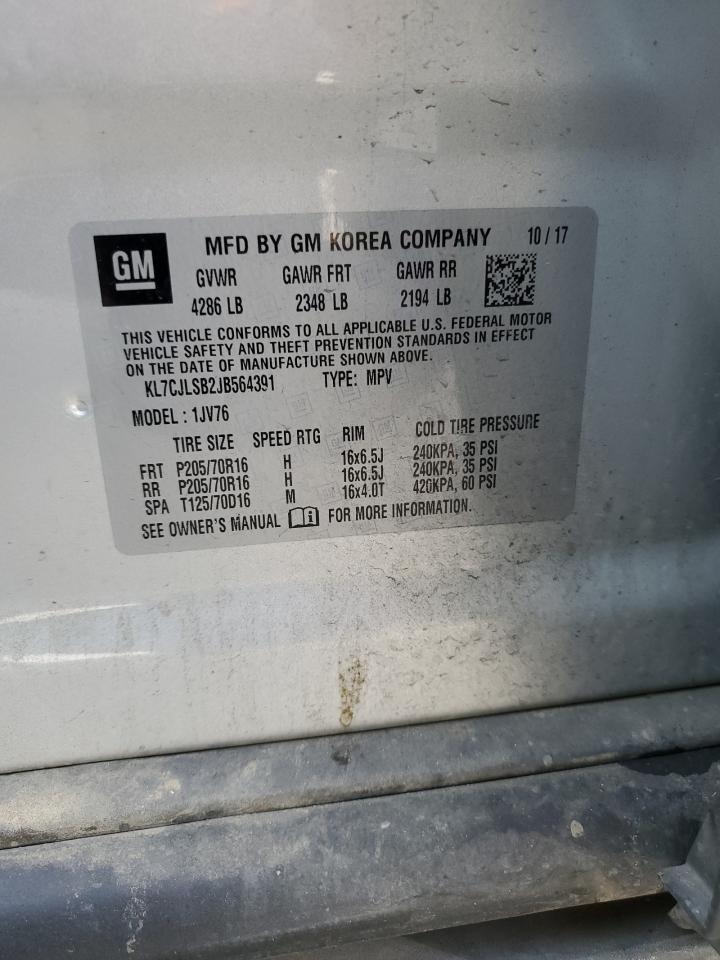 GM MFD BY GM KOREA COMPANY 10 / 17
GVWR GAWR FRT GAWR RR
4286 LB 2348 LB 2194 LB
THIS VEHICLE CONFORMS TO ALL APPLICABLE U.S. FEDERAL MOTOR
VEHICLE SAFETY AND THEFT PREVENTION STANDARDS IN EFFECT
ON THE DATE OF MANUFACTURE SHOWN ABOVE.
KL7CJLSB2JB564391 TYPE: MPV
MODEL : 1JV76
TIRE SIZE SPEED RTG RIM COLD TIRE PRESSURE
FRT P205/70R16 H 16x6.5J 240KPA, 35 PSI
RR P205/70R16 H 16x6.5J 240KPA, 35 PSI
SPA T125/70D16 M 16x4.0T 420KPA, 60 PSI
SEE OWNER'S MANUAL FOR MORE INFORMATION.